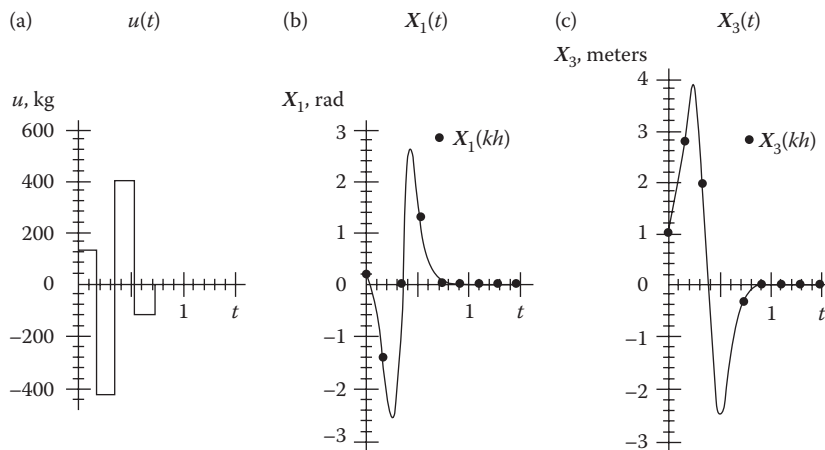 (a) u(t)
u, kg
600
400
200
0
−200
−400
1 t
(b) X1(t)
X1, rad
3
2
1
0
−1
−2
−3
X1(kh)
1 t
(c) X3(t)
X3, meters
4
3
2
1
0
−1
−2
−3
X3(kh)
1 t